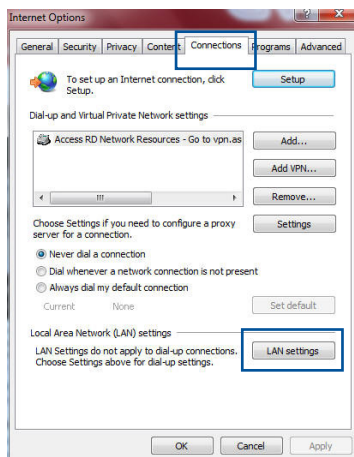 Internet Options
General Security Privacy Content Connections Programs Advanced
To set up an Internet connection, click
Setup.
Setup
Dial-up and Virtual Private Network settings
Access RD Network Resources - Go to vpn.as
Add...
Add VPN...
Remove...
Choose Settings if you need to configure a proxy
server for a connection.
Settings
Never dial a connection
Dial whenever a network connection is not present
Always dial my default connection
Current None
Set default
Local Area Network (LAN) settings
LAN Settings do not apply to dial-up connections.
Choose Settings above for dial-up settings.
LAN settings
OK Cancel Apply